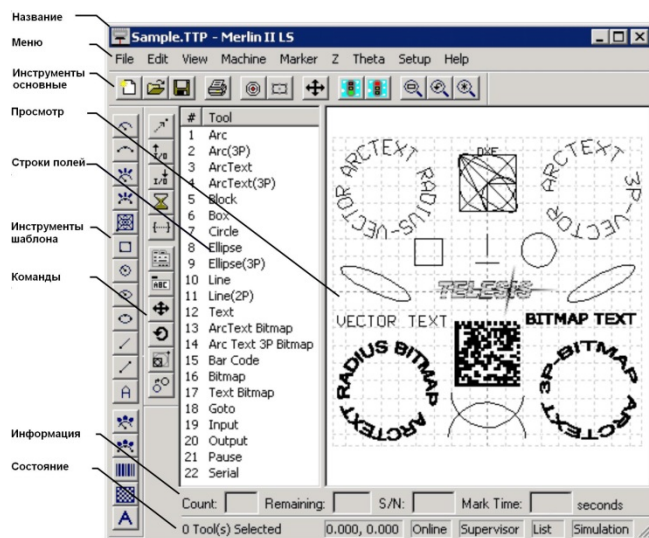 Название
Sample.TTP - Merlin II LS
Меню
File Edit View Machine Marker Z Theta Setup Help
Инструменты
основные
Просмотр
Строки полей
Инструменты
шаблона
Команды
Информация
Состояние
I/O
I/O
ABC
A
A
# Tool
1 Arc
2 Arc(3P)
3 ArcText
4 ArcText(3P)
5 Block
6 Box
7 Circle
8 Ellipse
9 Ellipse(3P)
10 Line
11 Line(2P)
12 Text
13 ArcText Bitmap
14 Arc Text 3P Bitmap
15 Bar Code
16 Bitmap
17 Text Bitmap
18 Goto
19 Input
20 Output
21 Pause
22 Serial
ARCTEXT RADIUS-VECTOR
DXF
ARCTEXT 3P-VECTOR
TELESIS
VECTOR TEXT
BITMAP TEXT
ARCTEXT RADIUS BITMAP
ARCTEXT 3P-BITMAP
Count: Remaining: S/N: Mark Time: seconds
0 Tool(s) Selected 0.000, 0.000 Online Supervisor List Simulation